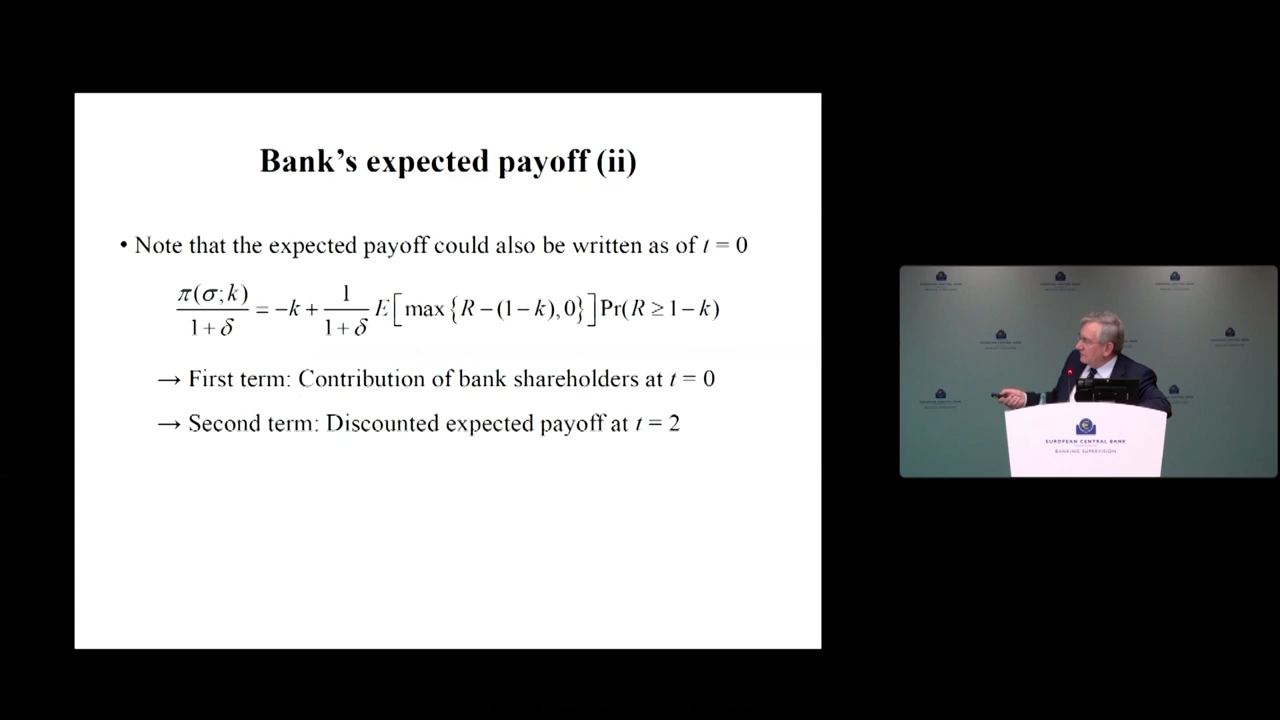 Bank's expected payoff (ii)
• Note that the expected payoff could also be written as of t = 0
π(σ;k) / 1+δ = −k + 1 / 1+δ E[max{R−(1−k),0}]Pr(R ≥ 1−k)
→ First term: Contribution of bank shareholders at t = 0
→ Second term: Discounted expected payoff at t = 2
EUROPEAN CENTRAL BANK
BANKING SUPERVISION